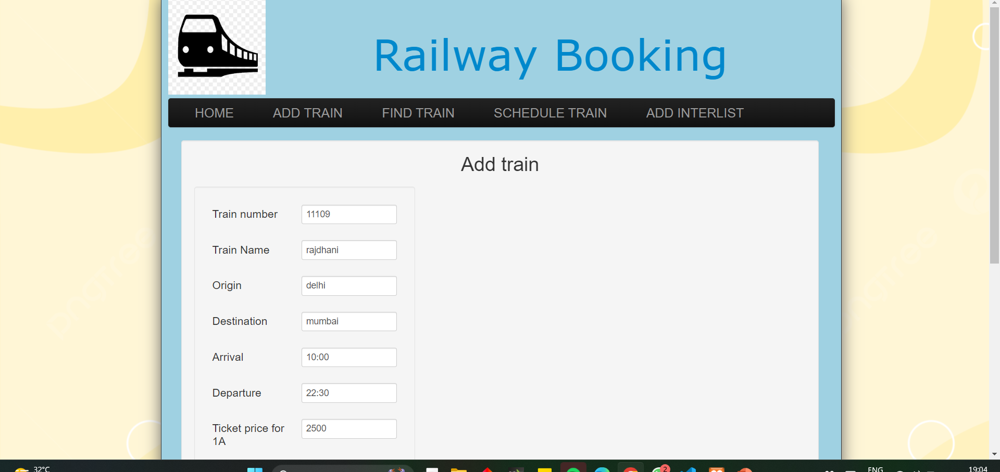 Railway Booking
HOME ADD TRAIN FIND TRAIN SCHEDULE TRAIN ADD INTERLIST
Add train
Train number 11109
Train Name rajdhani
Origin delhi
Destination mumbai
Arrival 10:00
Departure 22:30
Ticket price for 2500
1A
pngtree
32°C
2
ENG
19:04